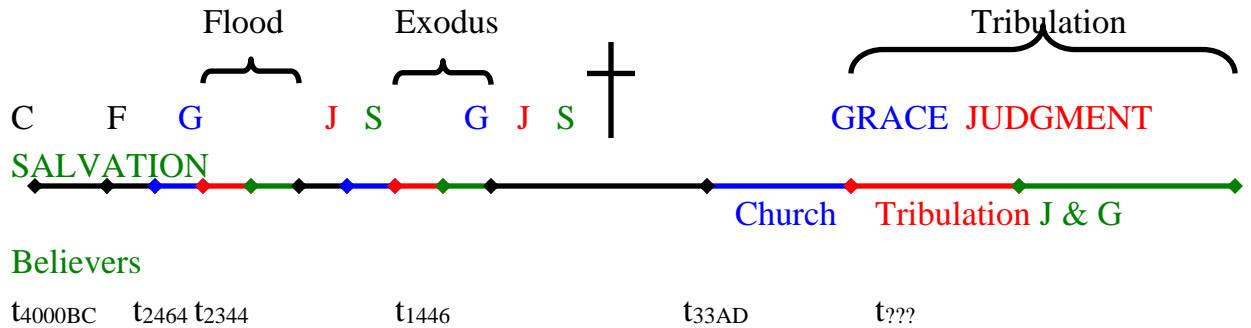 Flood Exodus Tribulation
C F G J S G J S GRACE JUDGMENT
SALVATION
Church Tribulation J & G
Believers
t4000BC t2464 t2344 t1446 t33AD t???